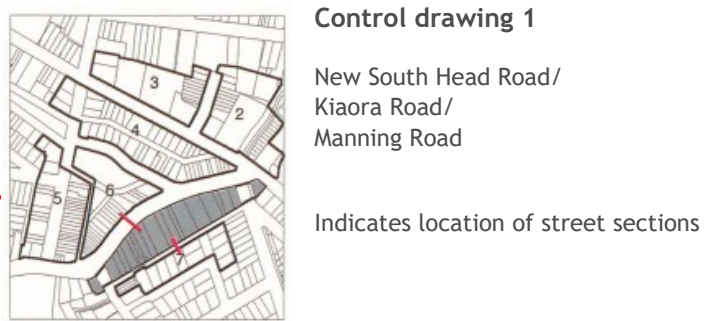 Control drawing 1
New South Head Road/
Kiaora Road/
Manning Road
Indicates location of street sections
3
2
4
6
5
7